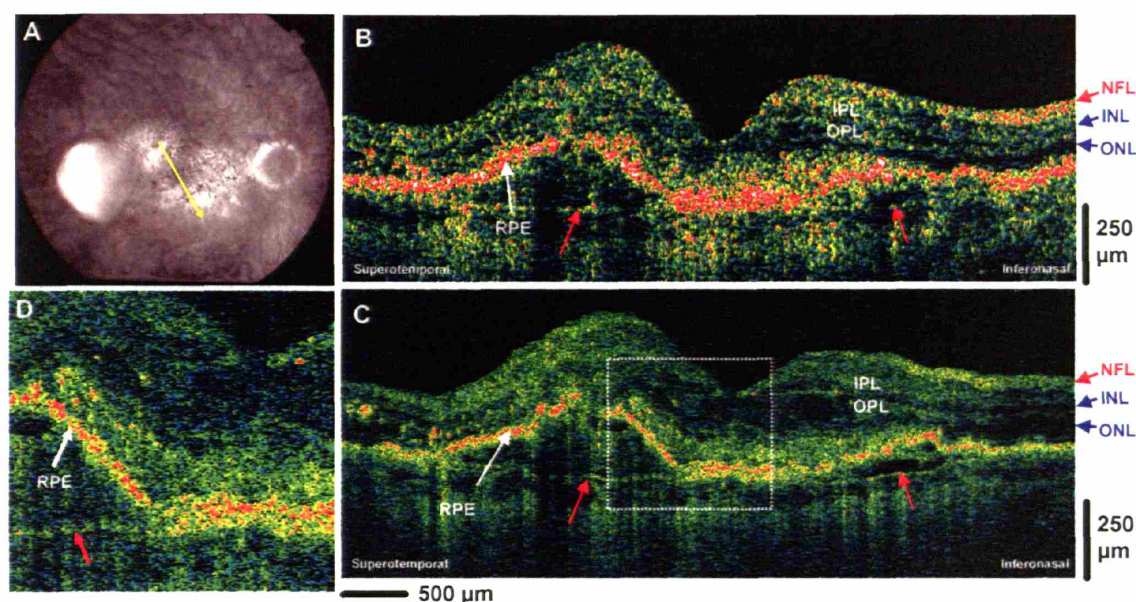 A
B
IPL
OPL
RPE
Superotemporal
Inferonasal
NFL
INL
ONL
250
µm
D
RPE
C
IPL
OPL
RPE
Superotemporal
Inferonasal
NFL
INL
ONL
250
µm
500 µm